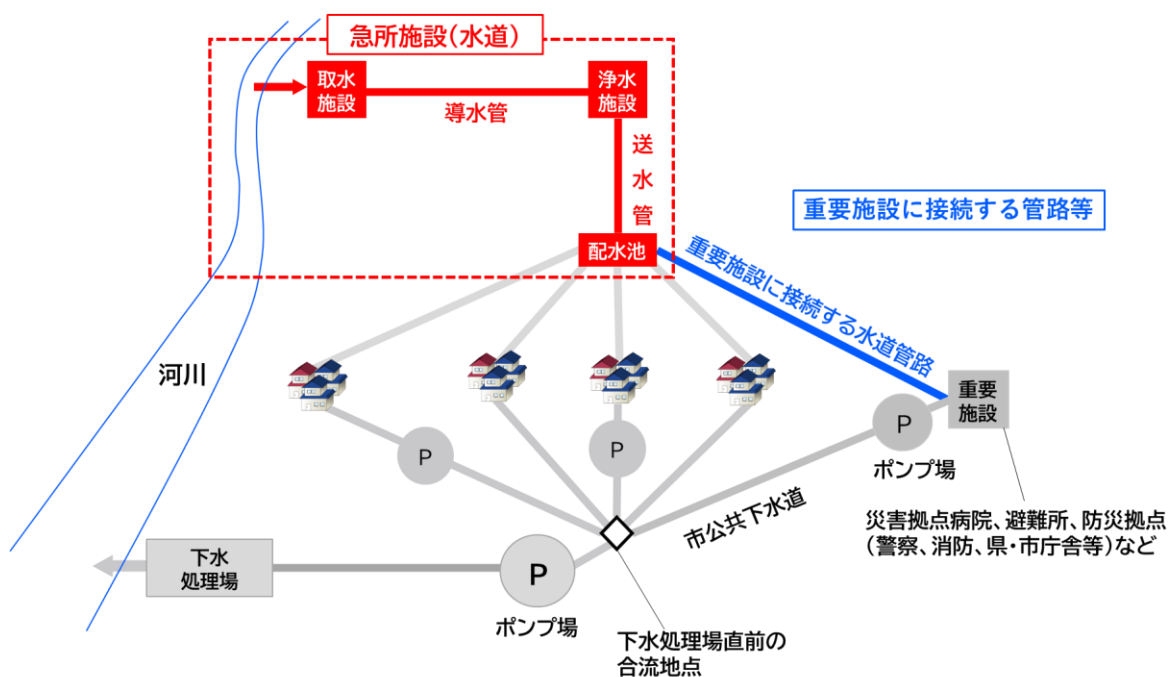 急所施設（水道）
取水
施設
浄水
施設
導水管
送
水
管
配水池
重要施設に接続する管路等
重要施設に接続する水道管路
河川
重要
施設
P
P
P
ポンプ場
市公共下水道
災害拠点病院、避難所、防災拠点
（警察、消防、県・市庁舎等）など
下水
処理場
P
ポンプ場
下水処理場直前の
合流地点